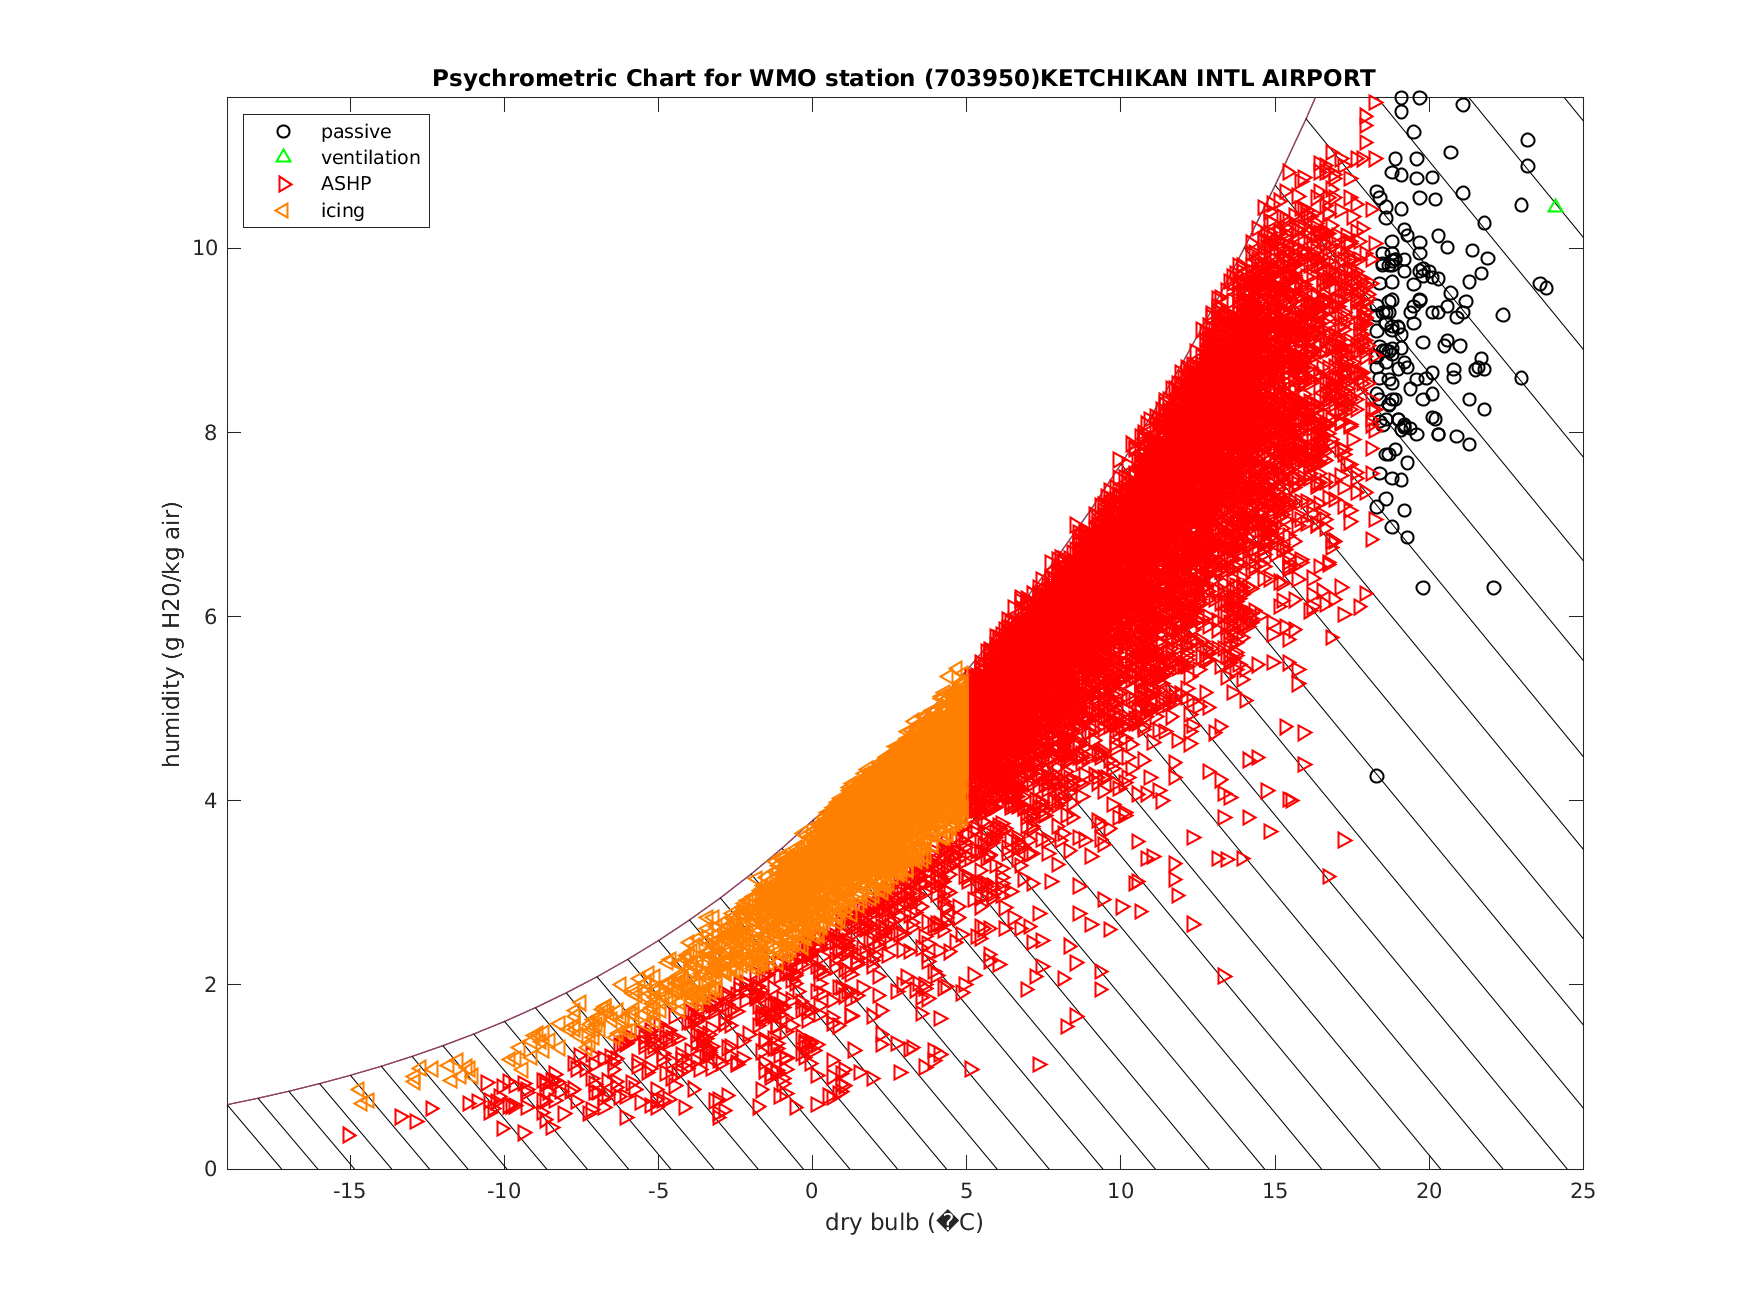 Psychrometric Chart for WMO station (703950)KETCHIKAN INTL AIRPORT
passive
ventilation
ASHP
icing
10
8
6
4
2
0
humidity (g H20/kg air)
-15 -10 -5 0 5 10 15 20 25
dry bulb (�C)